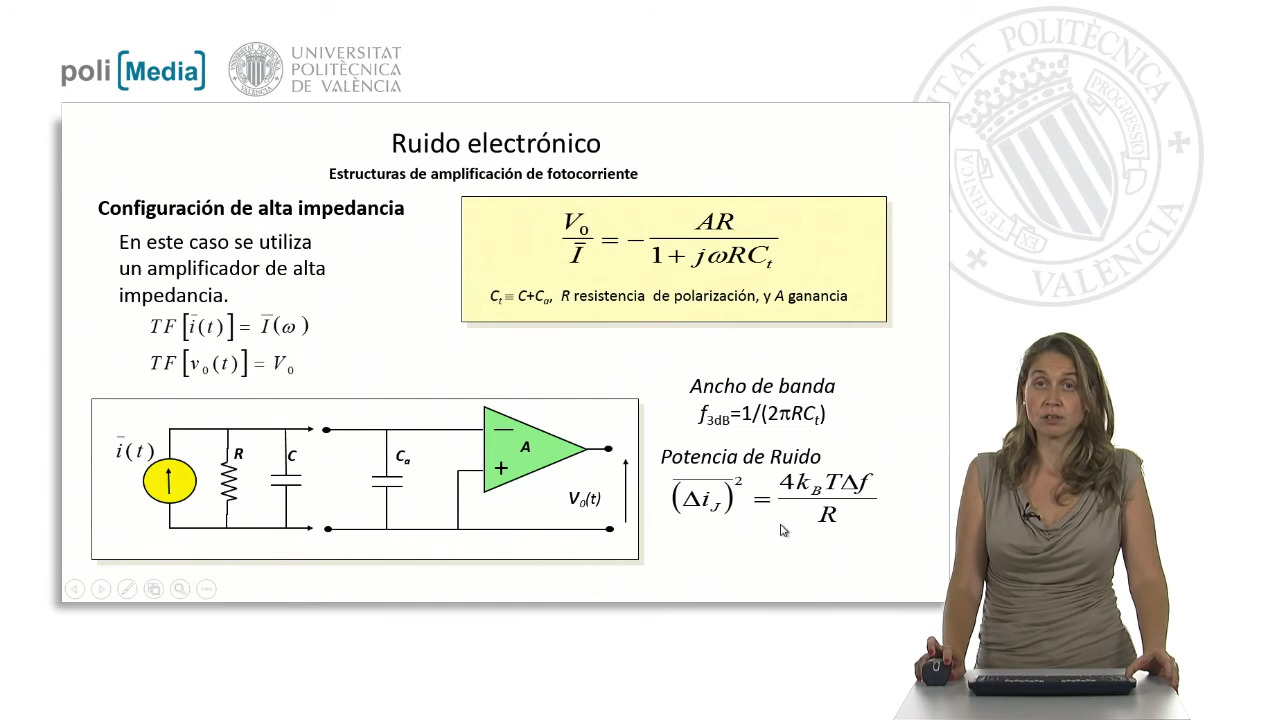 poli [Media]
UNIVERSITAT
POLITÈCNICA
DE VALÈNCIA
Ruido electrónico
Estructuras de amplificación de fotocorriente
Configuración de alta impedancia
En este caso se utiliza
un amplificador de alta
impedancia.
TF[i̅(t)] = I̅(ω)
TF[v₀(t)] = V₀
V₀/I̅ = − AR/(1 + jωRCₜ)
Cₜ ≡ C+Cₐ, R resistencia de polarización, y A ganancia
i̅(t)
R
C
Cₐ
−
+
A
V₀(t)
Ancho de banda
f3dB=1/(2πRCₜ)
Potencia de Ruido
(Δi_J)² = 4k_B TΔf / R